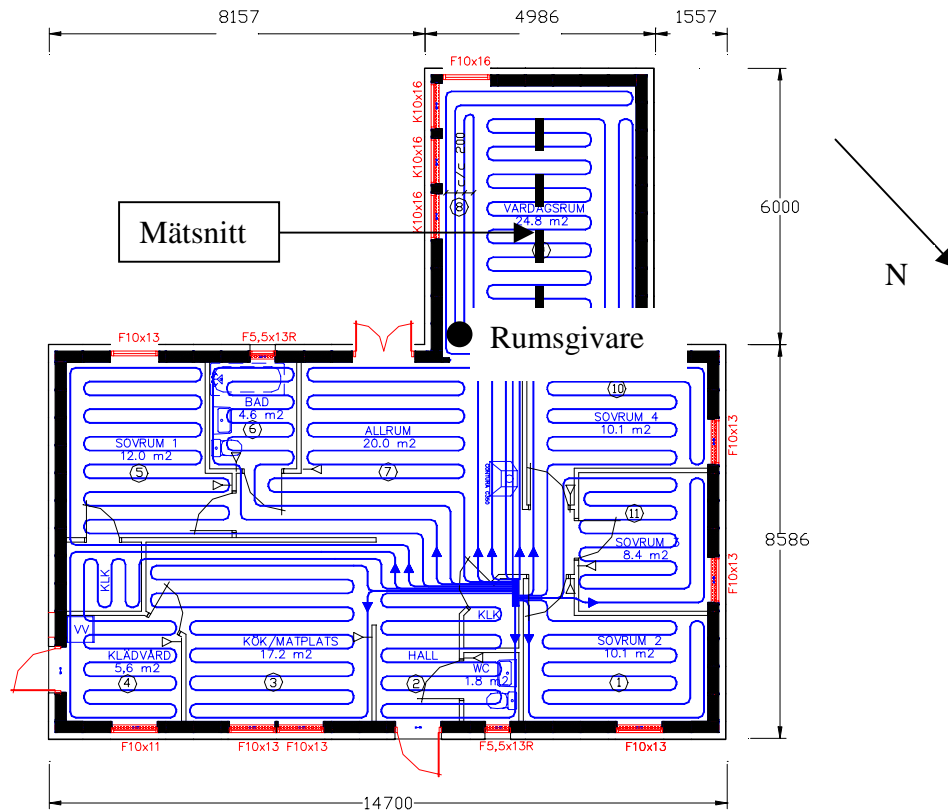 8157
4986
1557
F10x16
K10x16
K10x16
K10x16
c/c 200
8
VARDAGSRUM
24.8 m2
6000
Mätsnitt
N
Rumsgivare
F10x13
F5,5x13R
BAD
4.6 m2
6
SOVRUM 1
12.0 m2
5
ALLRUM
20.0 m2
7
10
SOVRUM 4
10.1 m2
F10x13
11
SOVRUM 3
8.4 m2
F10x13
8586
KLK
KLK
VV
KLÄDVÅRD
5,6 m2
4
KÖK/MATPLATS
17.2 m2
3
HALL
2
WC
1.8 m2
SOVRUM 2
10.1 m2
1
F10x11
F10x13
F10x13
F5,5x13R
F10x13
14700